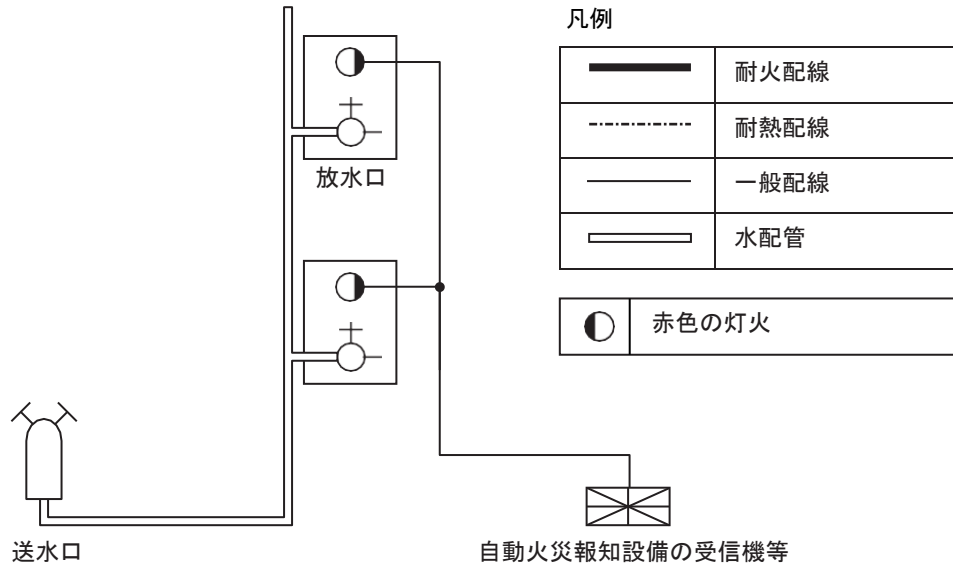 凡例
耐火配線
耐熱配線
一般配線
水配管
赤色の灯火
放水口
送水口
自動火災報知設備の受信機等